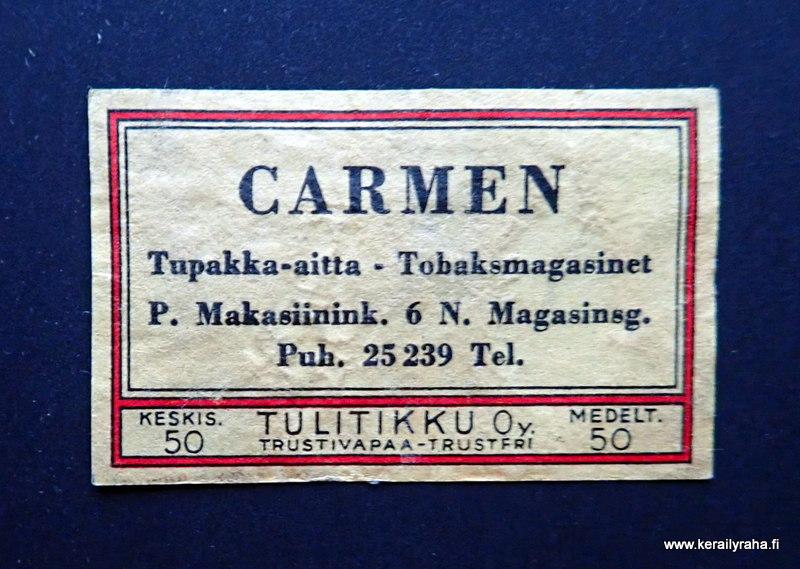 CARMEN
Tupakka-aitta - Tobaksmagasinet
P. Makasiinink. 6 N. Magasinsg.
Puh. 25 239 Tel.
KESKIS. TULITIKKU Oy. MEDELT.
50 TRUSTIVAPAA-TRUSTFRI 50
www.kerailyraha.fi